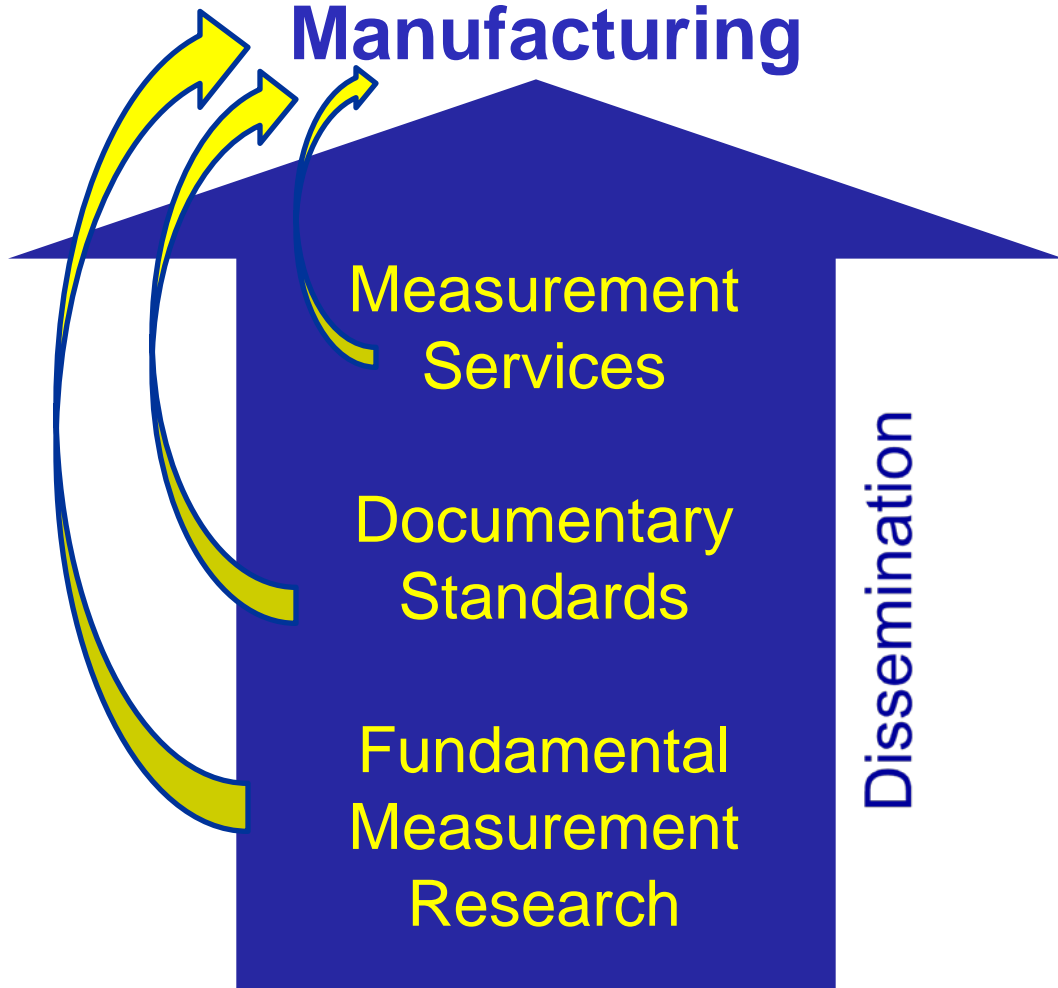 Manufacturing
Measurement
Services
Documentary
Standards
Fundamental
Measurement
Research
Dissemination